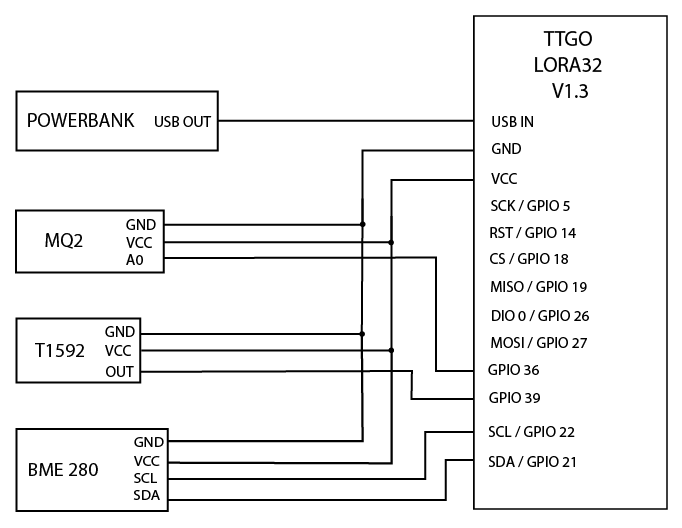 TTGO
LORA32
V1.3
POWERBANK USB OUT
USB IN
GND
VCC
SCK / GPIO 5
RST / GPIO 14
CS / GPIO 18
MISO / GPIO 19
DIO 0 / GPIO 26
MOSI / GPIO 27
GPIO 36
GPIO 39
SCL / GPIO 22
SDA / GPIO 21
MQ2
GND
VCC
A0
T1592
GND
VCC
OUT
BME 280
GND
VCC
SCL
SDA